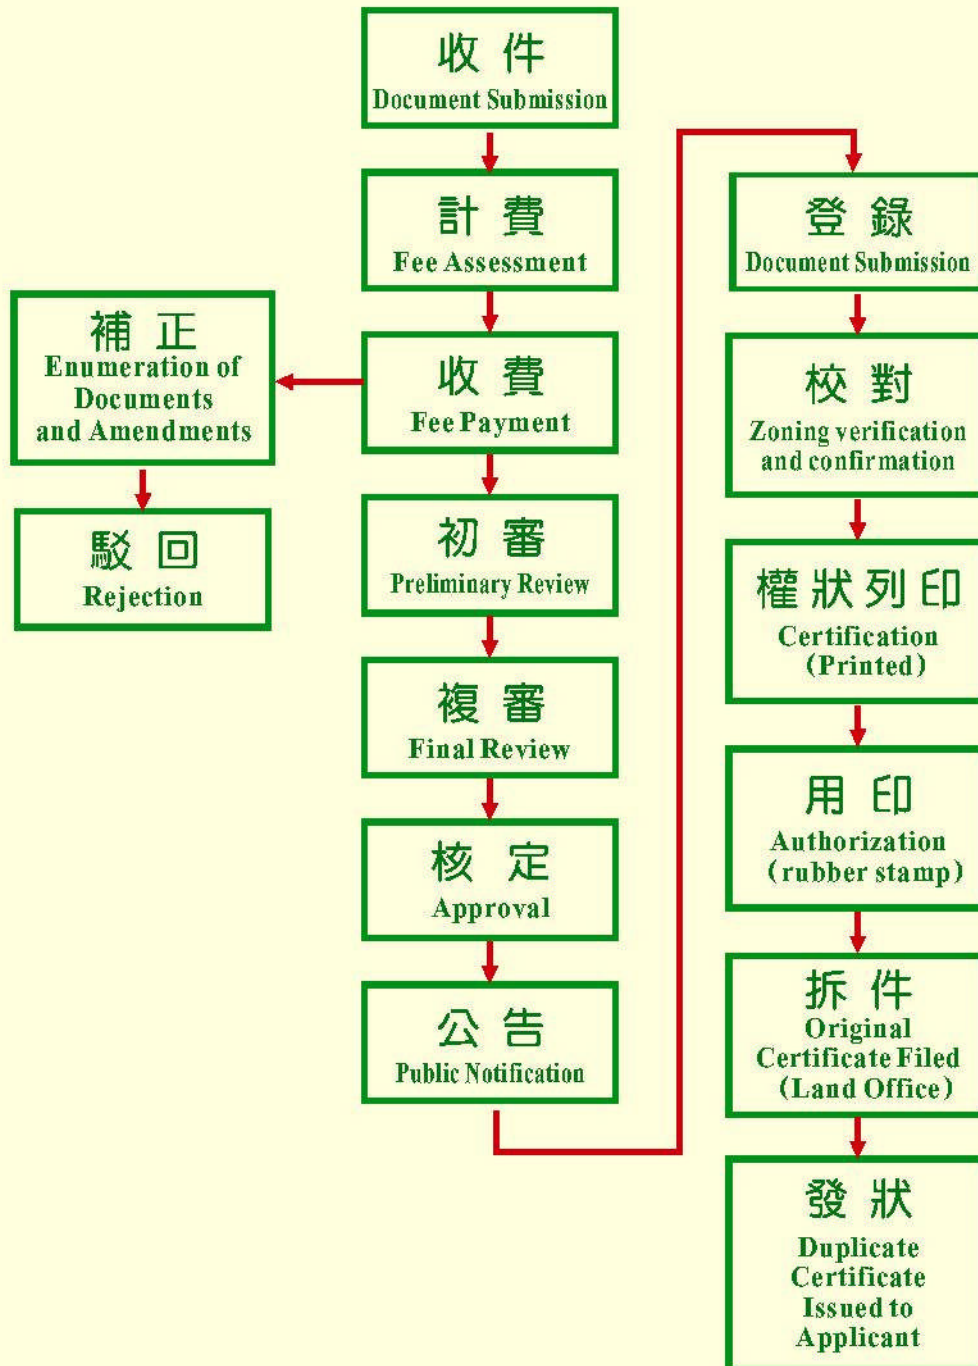 收件
Document Submission
計費
Fee Assessment
收費
Fee Payment
補正
Enumeration of
Documents
and Amendments
駁回
Rejection
初審
Preliminary Review
複審
Final Review
核定
Approval
公告
Public Notification
登錄
Document Submission
校對
Zoning verification
and confirmation
權狀列印
Certification
(Printed)
用印
Authorization
(rubber stamp)
拆件
Original
Certificate Filed
(Land Office)
發狀
Duplicate
Certificate
Issued to
Applicant